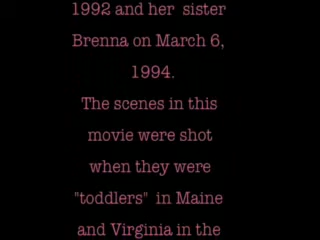 1992 and her sister
Brenna on March 6,
1994.
The scenes in this
movie were shot
when they were
"toddlers" in Maine
and Virginia in the